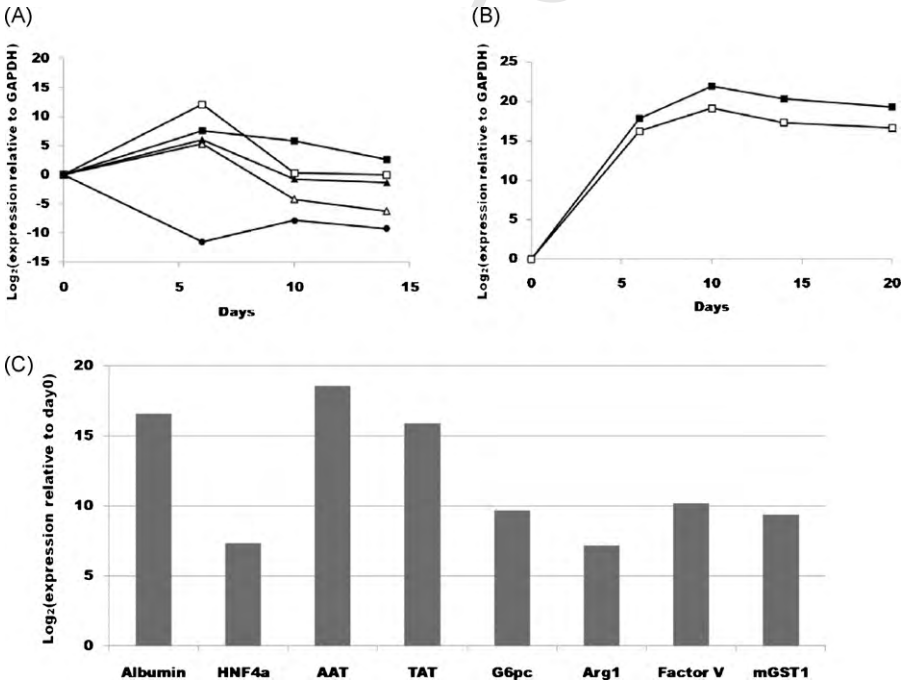 (A)
Log₂(expression relative to GAPDH)
20
15
10
5
0
-5
-10
-15
0 5 10 15
Days
(B)
Log₂(expression relative to GAPDH)
25
20
15
10
5
0
0 5 10 15 20
Days
(C)
Log₂(expression relative to day0)
20
15
10
5
0
Albumin HNF4a AAT TAT G6pc Arg1 Factor V mGST1